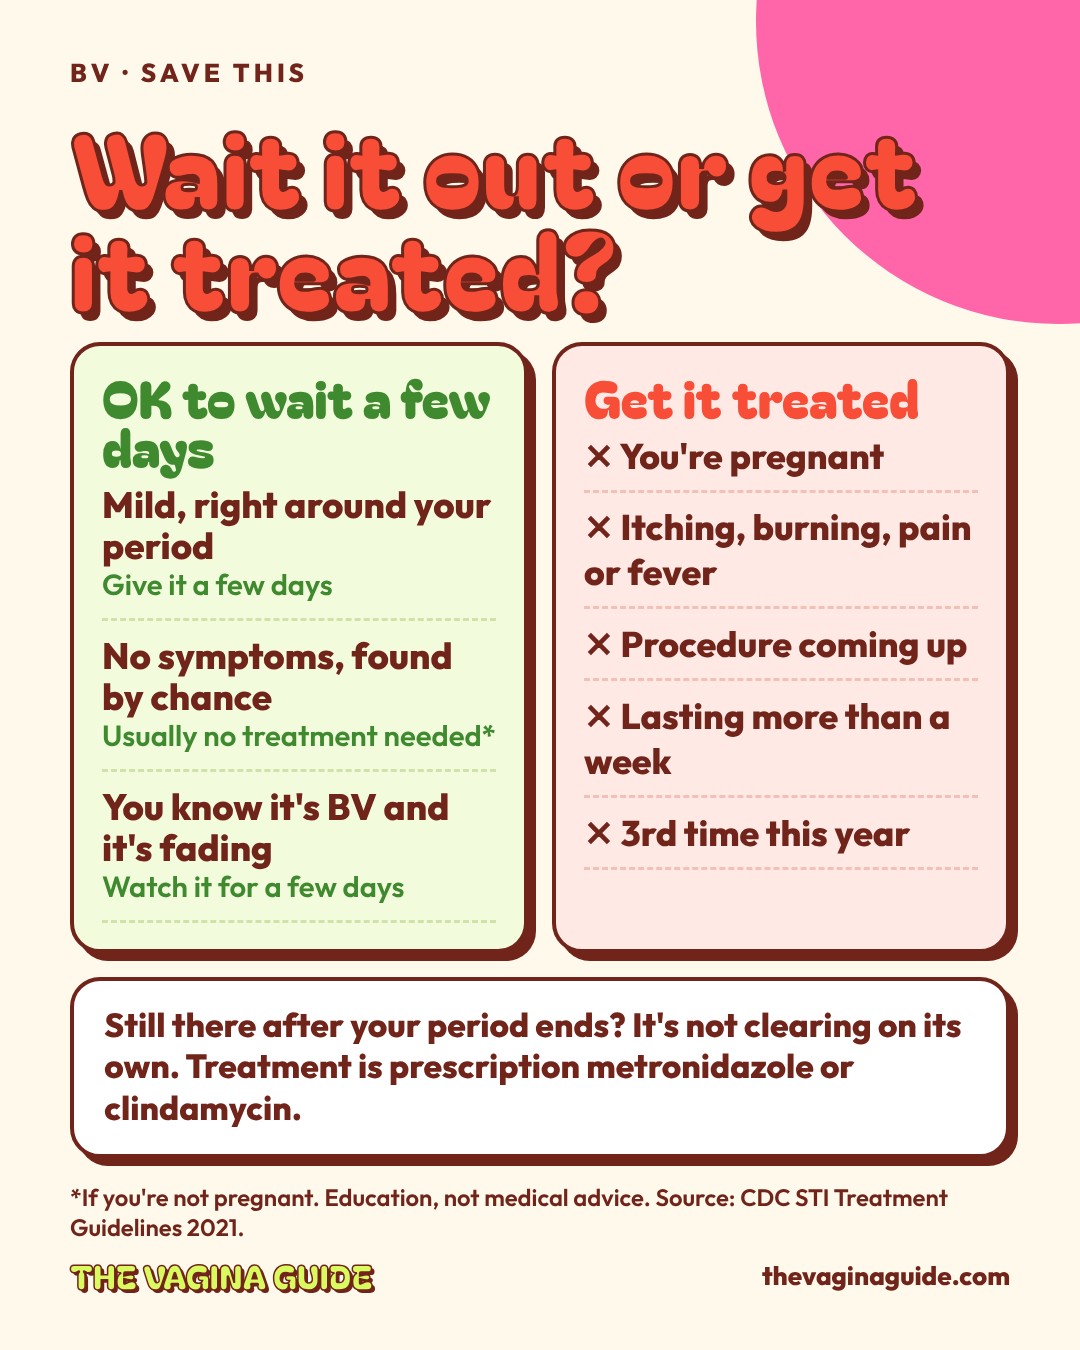 BV · SAVE THIS
Wait it out or get
it treated?
OK to wait a few
days
Mild, right around your
period
Give it a few days
No symptoms, found
by chance
Usually no treatment needed*
You know it's BV and
it's fading
Watch it for a few days
Get it treated
✕ You're pregnant
✕ Itching, burning, pain
or fever
✕ Procedure coming up
✕ Lasting more than a
week
✕ 3rd time this year
Still there after your period ends? It's not clearing on its
own. Treatment is prescription metronidazole or
clindamycin.
*If you're not pregnant. Education, not medical advice. Source: CDC STI Treatment
Guidelines 2021.
THE VAGINA GUIDE
thevaginaguide.com